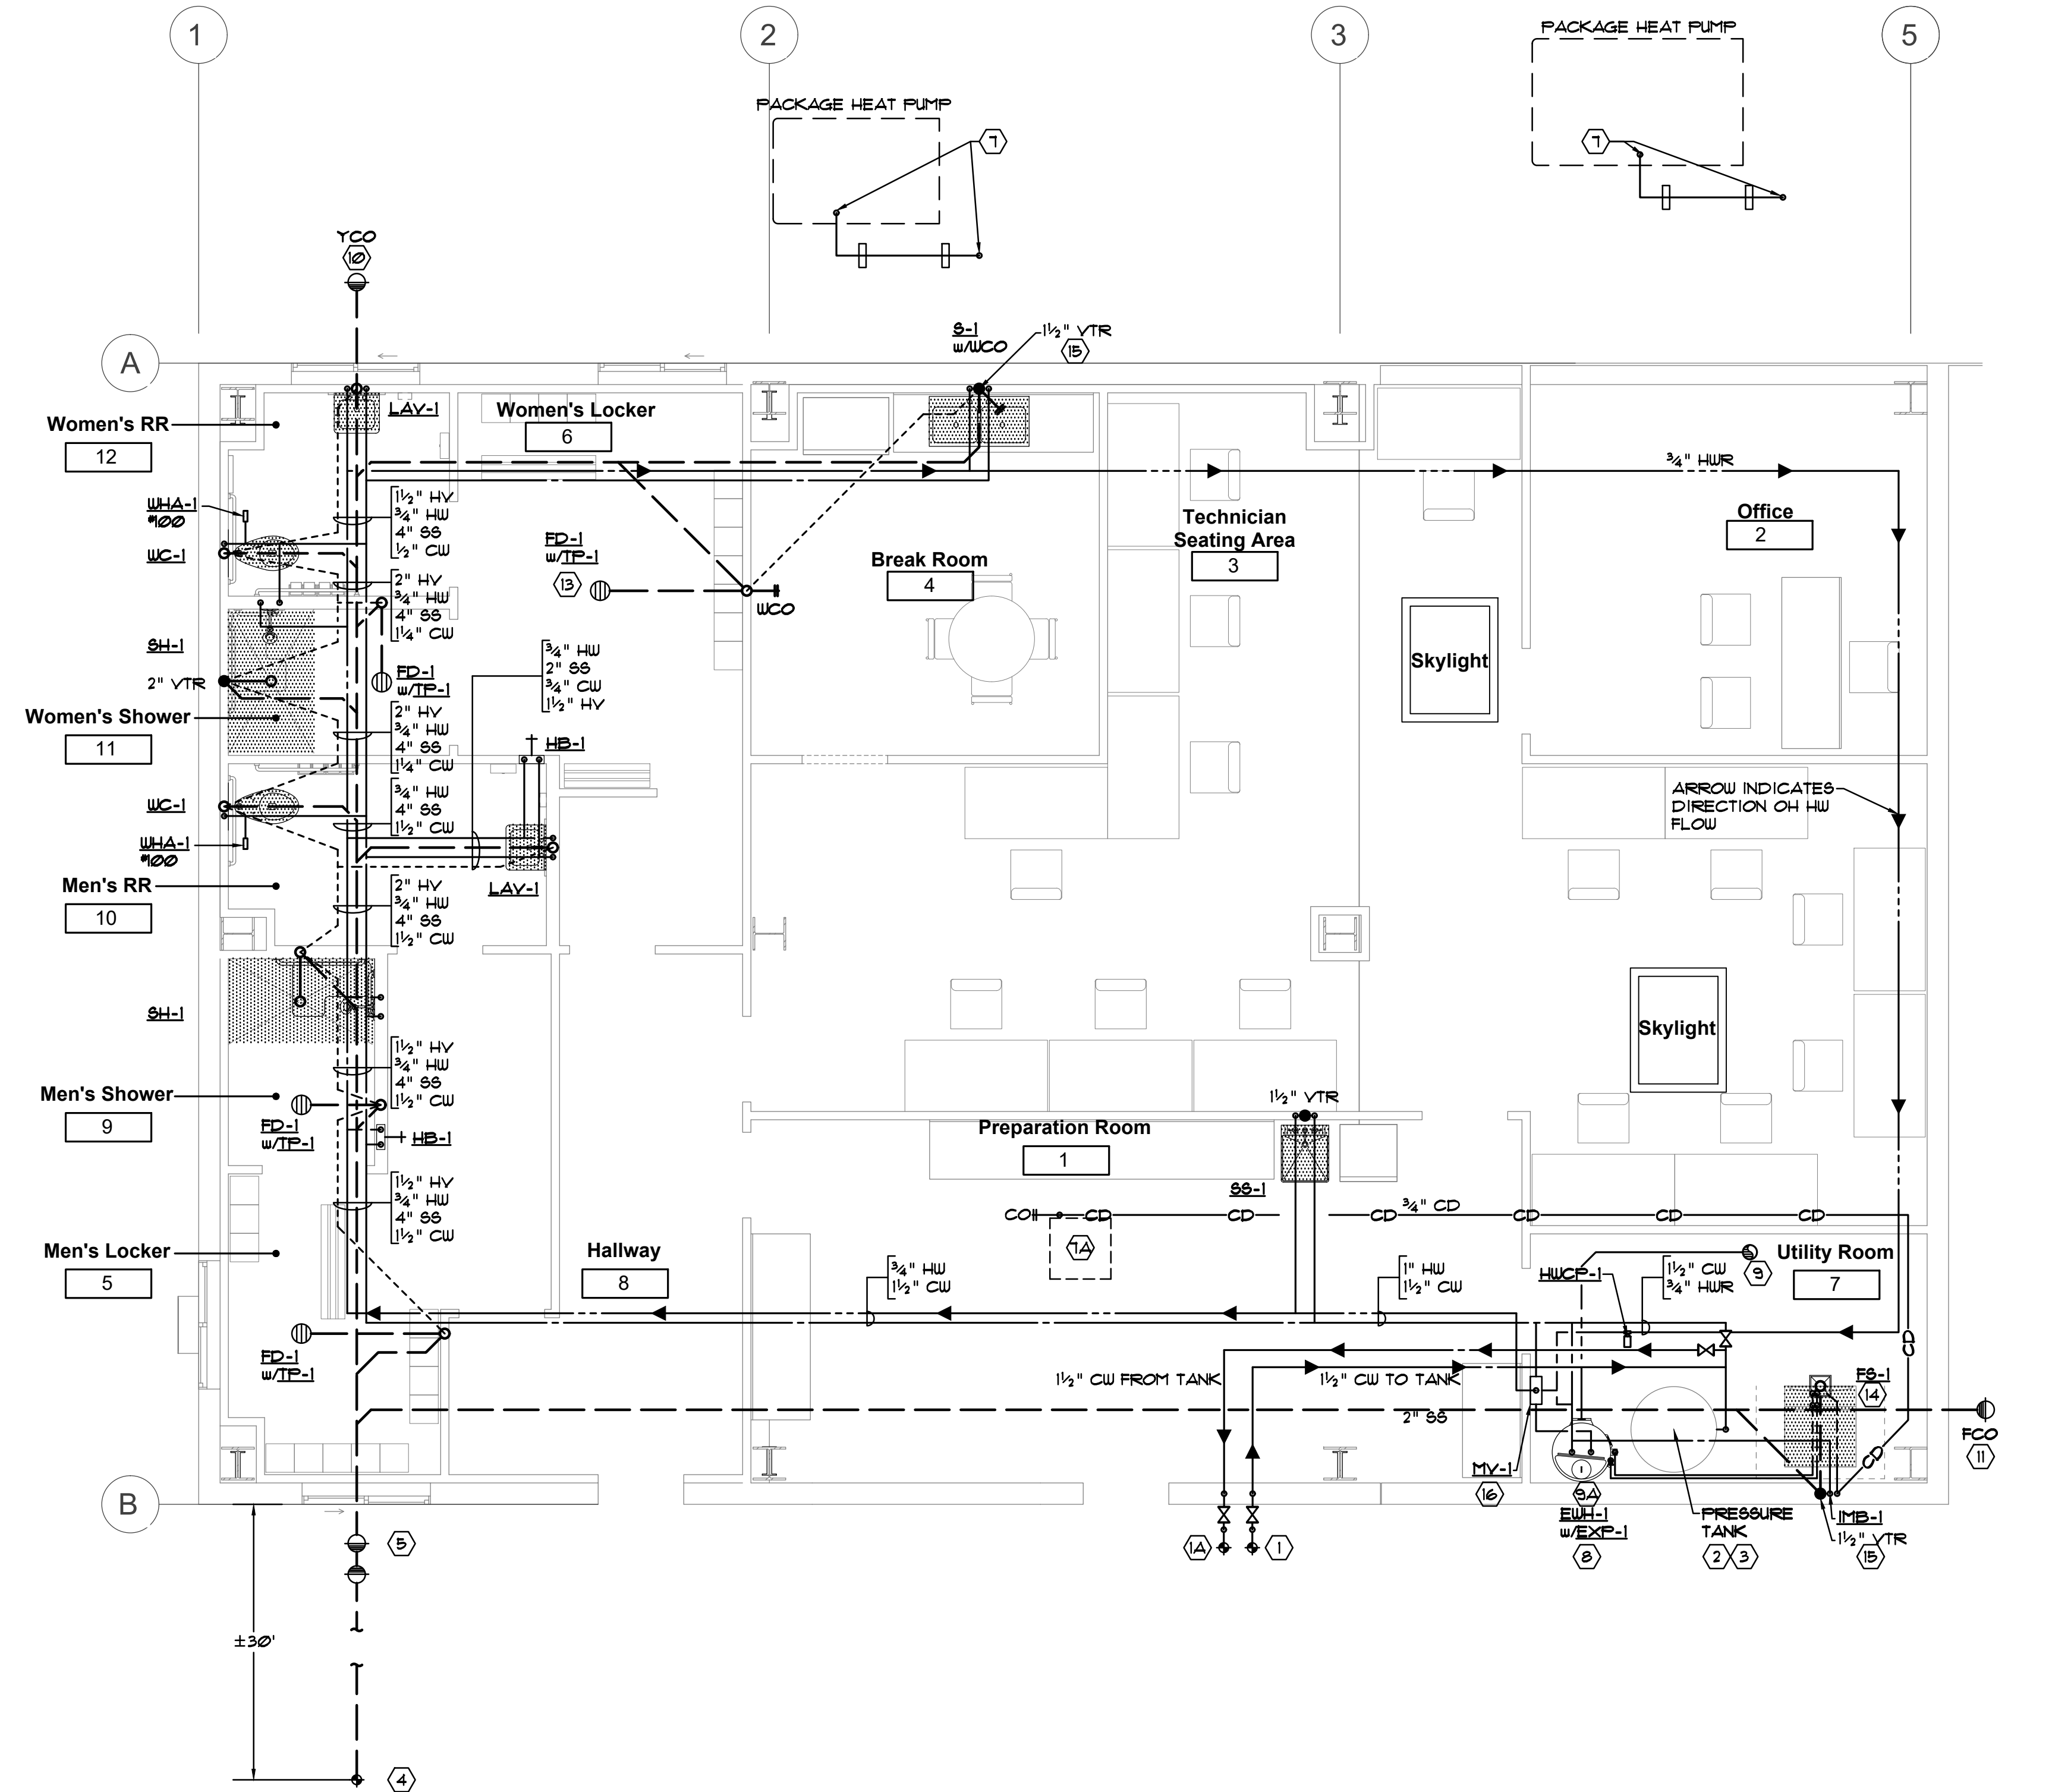 1
2
3
5
PACKAGE HEAT PUMP
7
PACKAGE HEAT PUMP
7
YCO
10
A
S-1
w/WCO
1½" VTR
15
LAV-1
Women's RR
12
Women's Locker
6
¾" HWR
WHA-1
#100
WC-1
1½" HV
¾" HW
4" SS
½" CW
FD-1
w/TP-1
13
WCO
Break Room
4
Technician
Seating Area
3
Office
2
2" HV
¾" HW
4" SS
1¼" CW
SH-1
2" VTR
FD-1
w/TP-1
¾" HW
2" SS
¾" CW
1½" HV
Skylight
Women's Shower
11
2" HV
¾" HW
4" SS
1¼" CW
HB-1
WC-1
WHA-1
#100
¾" HW
4" SS
1½" CW
ARROW INDICATES
DIRECTION OH HW
FLOW
LAV-1
Men's RR
10
2" HV
¾" HW
4" SS
1½" CW
SH-1
Skylight
Men's Shower
9
1½" HV
¾" HW
4" SS
1½" CW
FD-1
w/TP-1
HB-1
1½" VTR
Preparation Room
1
SS-1
1½" HV
¾" HW
4" SS
1½" CW
CO
CD
CD
CD
¾" CD
CD
CD
CD
7A
Men's Locker
5
Hallway
8
¾" HW
1½" CW
1" HW
1½" CW
HWCP-1
1½" CW
¾" HWR
9
Utility Room
7
CD
FD-1
w/TP-1
1½" CW FROM TANK
1½" CW TO TANK
2" SS
FS-1
14
FCO
11
CD
MV-1
16
1
9A
EWH-1
w/EXP-1
8
PRESSURE
TANK
2
3
IMB-1
1½" VTR
15
B
5
1A
1
±30'
4